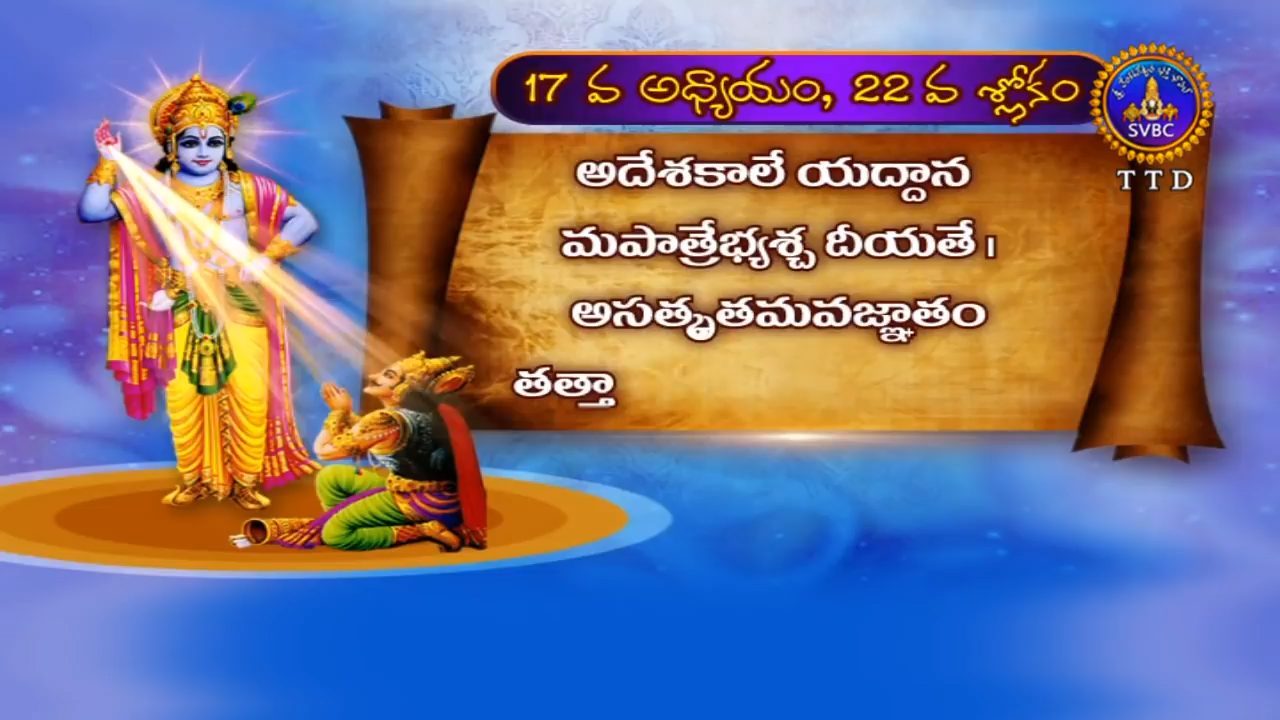 17 వ అధ్యాయం, 22 వ శ్లోకం
SVBC
TTD
అదేశకాలే యద్దాన
మపాత్రేభ్యశ్చ దీయతే।
అసత్కృతమవజ్ఞాతం
తత్తా